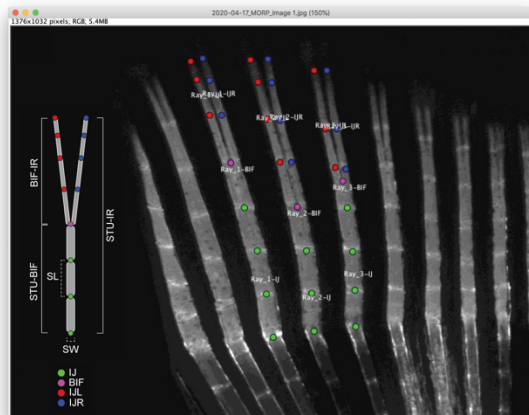 2020-04-17_MORP_Image 1.jpg (150%)
1376x1032 pixels; RGB; 5.4MB
Ray_1-BIF
Ray_2-BIF
Ray_3-BIF
Ray_1-IJ
Ray_2-IJ
Ray_3-IJ
BIF-IR
STU-IR
STU-BIF
SL
SW
IJ
BIF
IJL
IJR